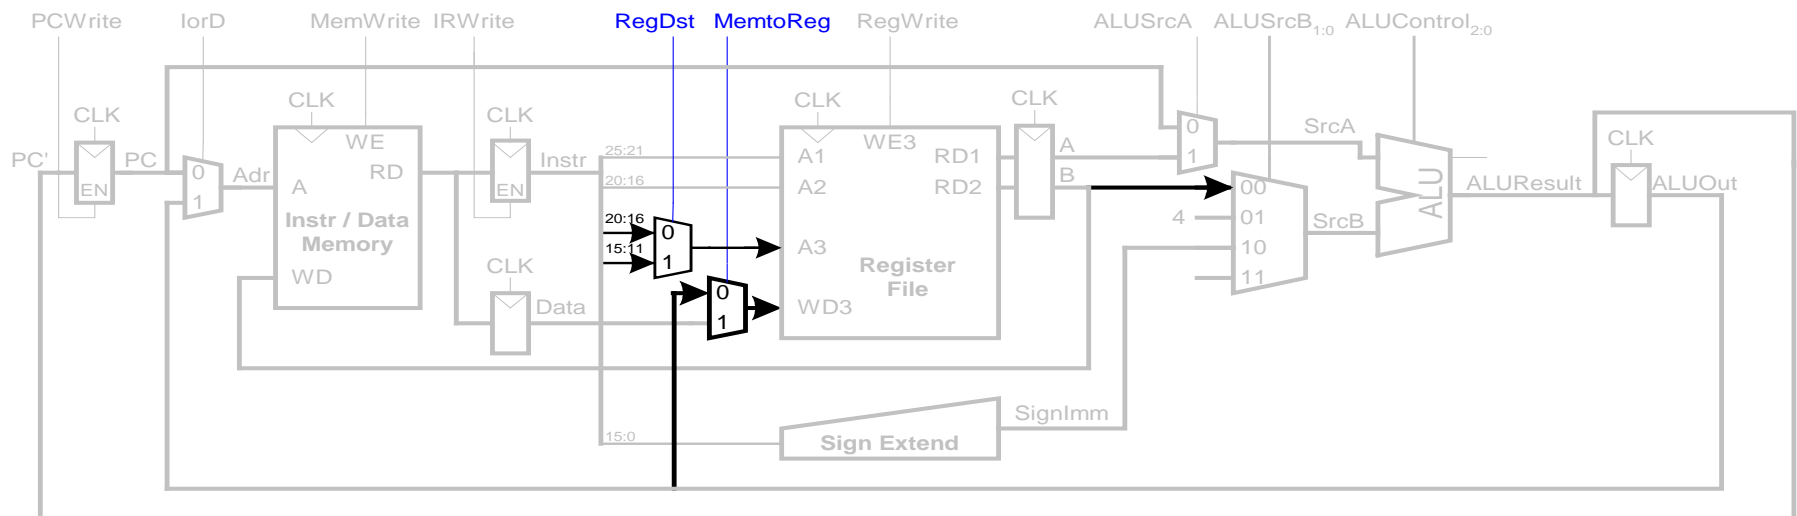 PCWrite IorD MemWrite IRWrite RegDst MemtoReg RegWrite ALUSrcA ALUSrcB1:0 ALUControl2:0
CLK CLK CLK CLK CLK CLK
PC' EN PC 0 1 Adr
WE A RD Instr / Data Memory WD
EN Instr
CLK Data
25:21
20:16
20:16 0
15:11 1
0
1
15:0
WE3
A1 RD1
A2 RD2
A3
Register
File
WD3
A
B
0
1
SrcA
00
4 01
10
11
SrcB
ALU
ALUResult
CLK
ALUOut
SignImm
Sign Extend